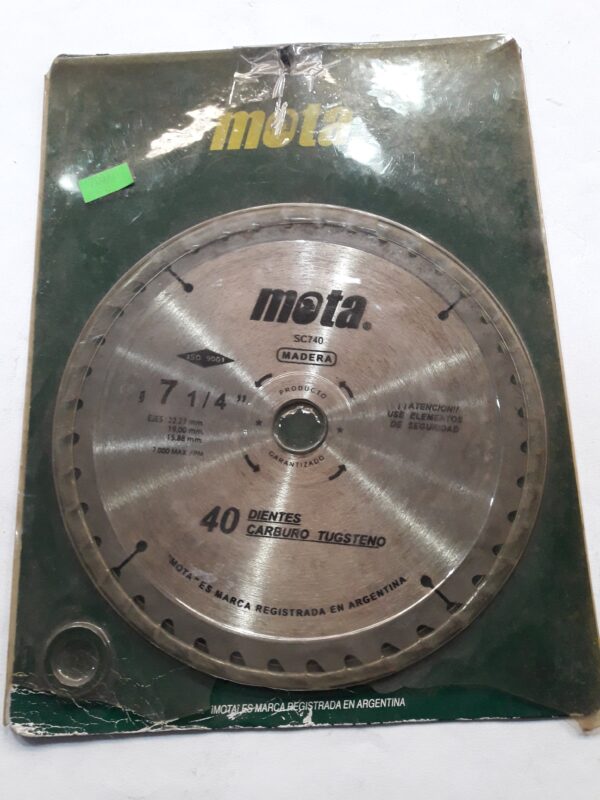 mota
mota®
SC740
MADERA
ISO 9001
ø 7 1/4 ”
EJES: 22.22 mm.
19.00 mm.
15.88 mm.
7.000 MAX. RPM
PRODUCTO
GARANTIZADO
¡¡ATENCION!!
USE ELEMENTOS
DE SEGURIDAD
40 DIENTES
CARBURO TUGSTENO
"MOTA" ES MARCA REGISTRADA EN ARGENTINA
ES MARCA REGISTRADA EN ARGENTINA